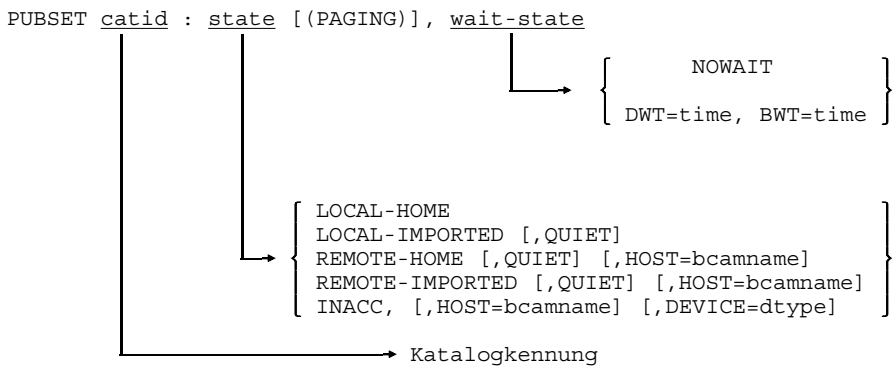 PUBSET catid : state [(PAGING)], wait-state
NOWAIT
DWT=time, BWT=time
LOCAL-HOME
LOCAL-IMPORTED [,QUIET]
REMOTE-HOME [,QUIET] [,HOST=bcamname]
REMOTE-IMPORTED [,QUIET] [,HOST=bcamname]
INACC, [,HOST=bcamname] [,DEVICE=dtype]
Katalogkennung